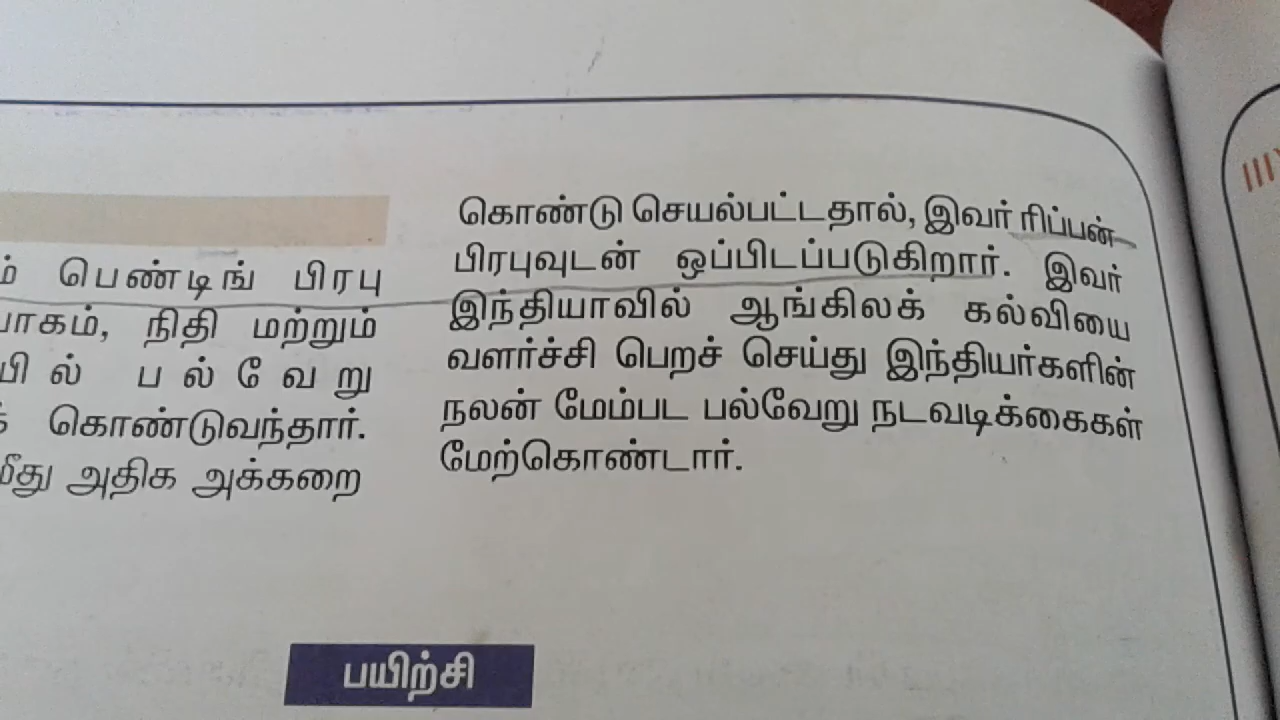 பெண்டிங் பிரபு
நிதி மற்றும்
பல்வேறு
கொண்டுவந்தார்.
மீது அதிக அக்கறை
கொண்டு செயல்பட்டதால், இவர் ரிப்பன்
பிரபுவுடன் ஒப்பிடப்படுகிறார். இவர்
இந்தியாவில் ஆங்கிலக் கல்வியை
வளர்ச்சி பெறச் செய்து இந்தியர்களின்
நலன் மேம்பட பல்வேறு நடவடிக்கைகள்
மேற்கொண்டார்.
பயிற்சி